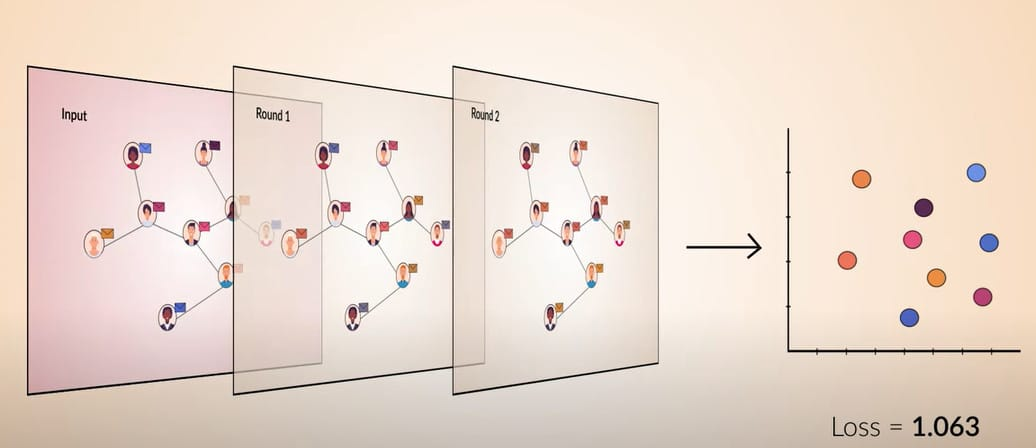 Input
Round 1
Round 2
Loss = 1.063